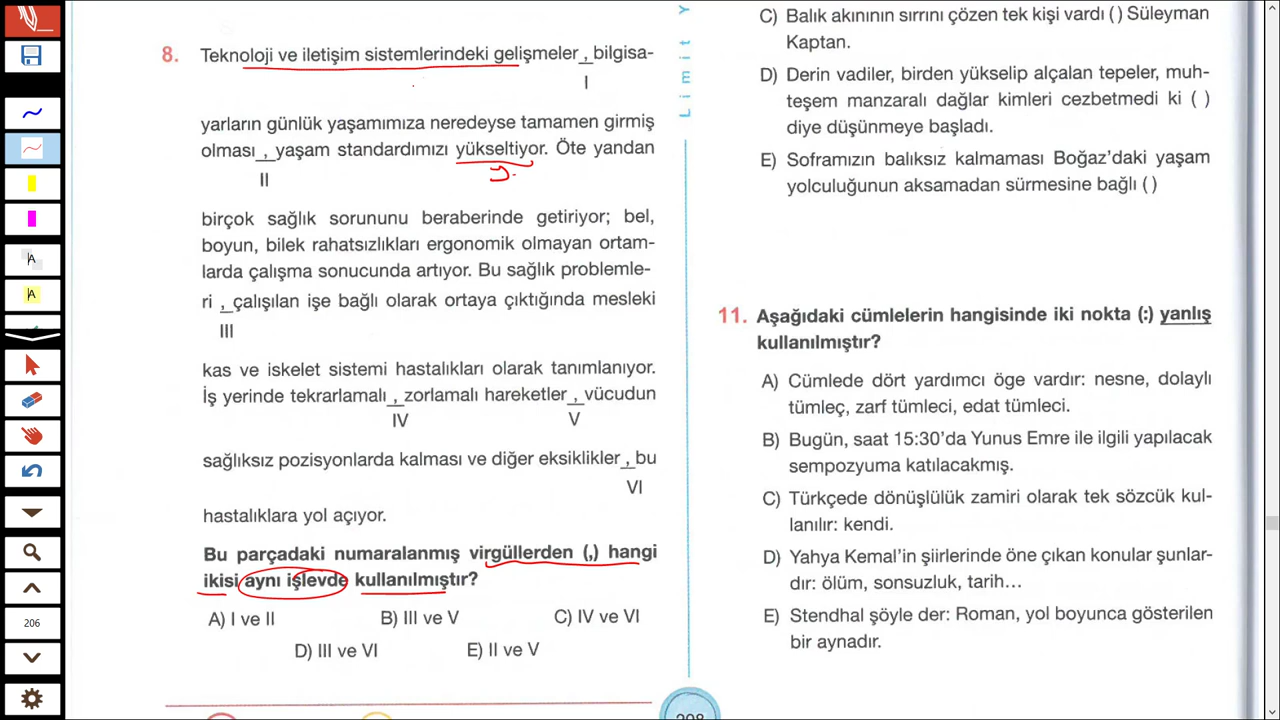 8. Teknoloji ve iletişim sistemlerindeki gelişmeler , bilgisa-
I
yarların günlük yaşamımıza neredeyse tamamen girmiş
olması , yaşam standardımızı yükseltiyor. Öte yandan
II
y.
birçok sağlık sorununu beraberinde getiriyor; bel,
boyun, bilek rahatsızlıkları ergonomik olmayan ortam-
larda çalışma sonucunda artıyor. Bu sağlık problemle-
ri , çalışılan işe bağlı olarak ortaya çıktığında mesleki
III
kas ve iskelet sistemi hastalıkları olarak tanımlanıyor.
İş yerinde tekrarlamalı , zorlamalı hareketler , vücudun
IV V
sağlıksız pozisyonlarda kalması ve diğer eksiklikler , bu
VI
hastalıklara yol açıyor.
Bu parçadaki numaralanmış virgüllerden (,) hangi
ikisi aynı işlevde kullanılmıştır?
A) I ve II B) III ve V C) IV ve VI
D) III ve VI E) II ve V
Limit Y
C) Balık akınının sırrını çözen tek kişi vardı ( ) Süleyman
Kaptan.
D) Derin vadiler, birden yükselip alçalan tepeler, muh-
teşem manzaralı dağlar kimleri cezbetmedi ki ( )
diye düşünmeye başladı.
E) Soframızın balıksız kalmaması Boğaz'daki yaşam
yolculuğunun aksamadan sürmesine bağlı ( )
11. Aşağıdaki cümlelerin hangisinde iki nokta (:) yanlış
kullanılmıştır?
A) Cümlede dört yardımcı öge vardır: nesne, dolaylı
tümleç, zarf tümleci, edat tümleci.
B) Bugün, saat 15:30'da Yunus Emre ile ilgili yapılacak
sempozyuma katılacakmış.
C) Türkçede dönüşlülük zamiri olarak tek sözcük kul-
lanılır: kendi.
D) Yahya Kemal'in şiirlerinde öne çıkan konular şunlar-
dır: ölüm, sonsuzluk, tarih...
E) Stendhal şöyle der: Roman, yol boyunca gösterilen
bir aynadır.
A
A
206